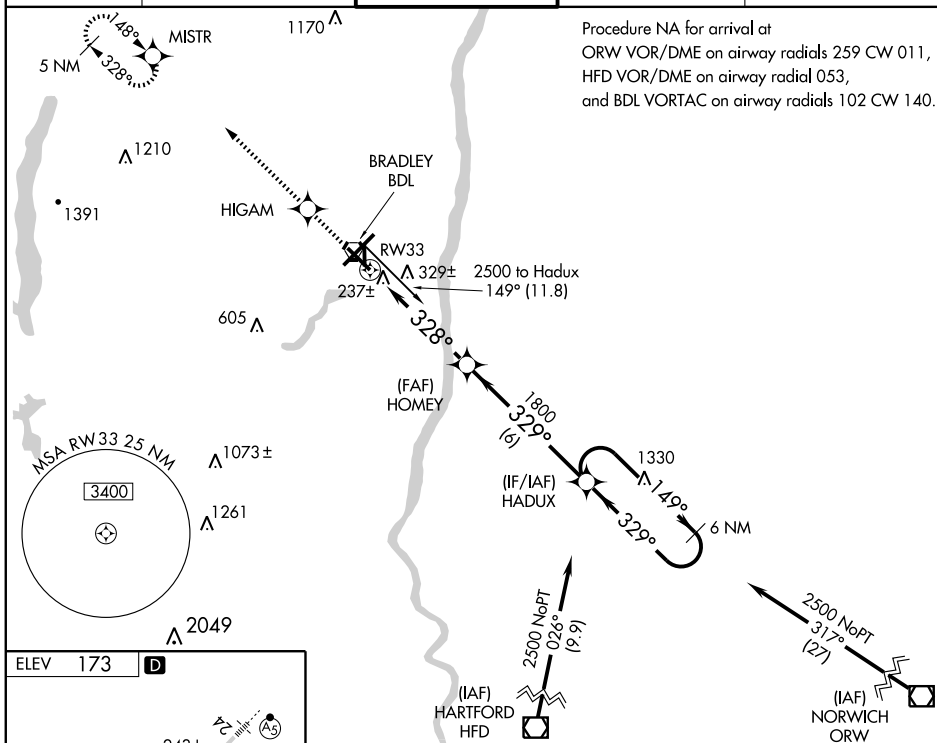 1170
Procedure NA for arrival at
ORW VOR/DME on airway radials 259 CW 011,
HFD VOR/DME on airway radial 053,
and BDL VORTAC on airway radials 102 CW 140.
148°
MISTR
5 NM
328°
1210
BRADLEY
BDL
1391
HIGAM
RW33
329±
2500 to Hadux
149° (11.8)
237±
605
328°
(FAF)
HOMEY
1800
329°
(6)
MSA RW33 25 NM
3400
1073±
1261
(IF/IAF)
HADUX
1330
149°
329°
6 NM
2049
2500 NoPT
026°
(9.9)
2500 NoPT
317°
(27)
ELEV 173 D
(IAF)
HARTFORD
HFD
(IAF)
NORWICH
ORW
24
A5